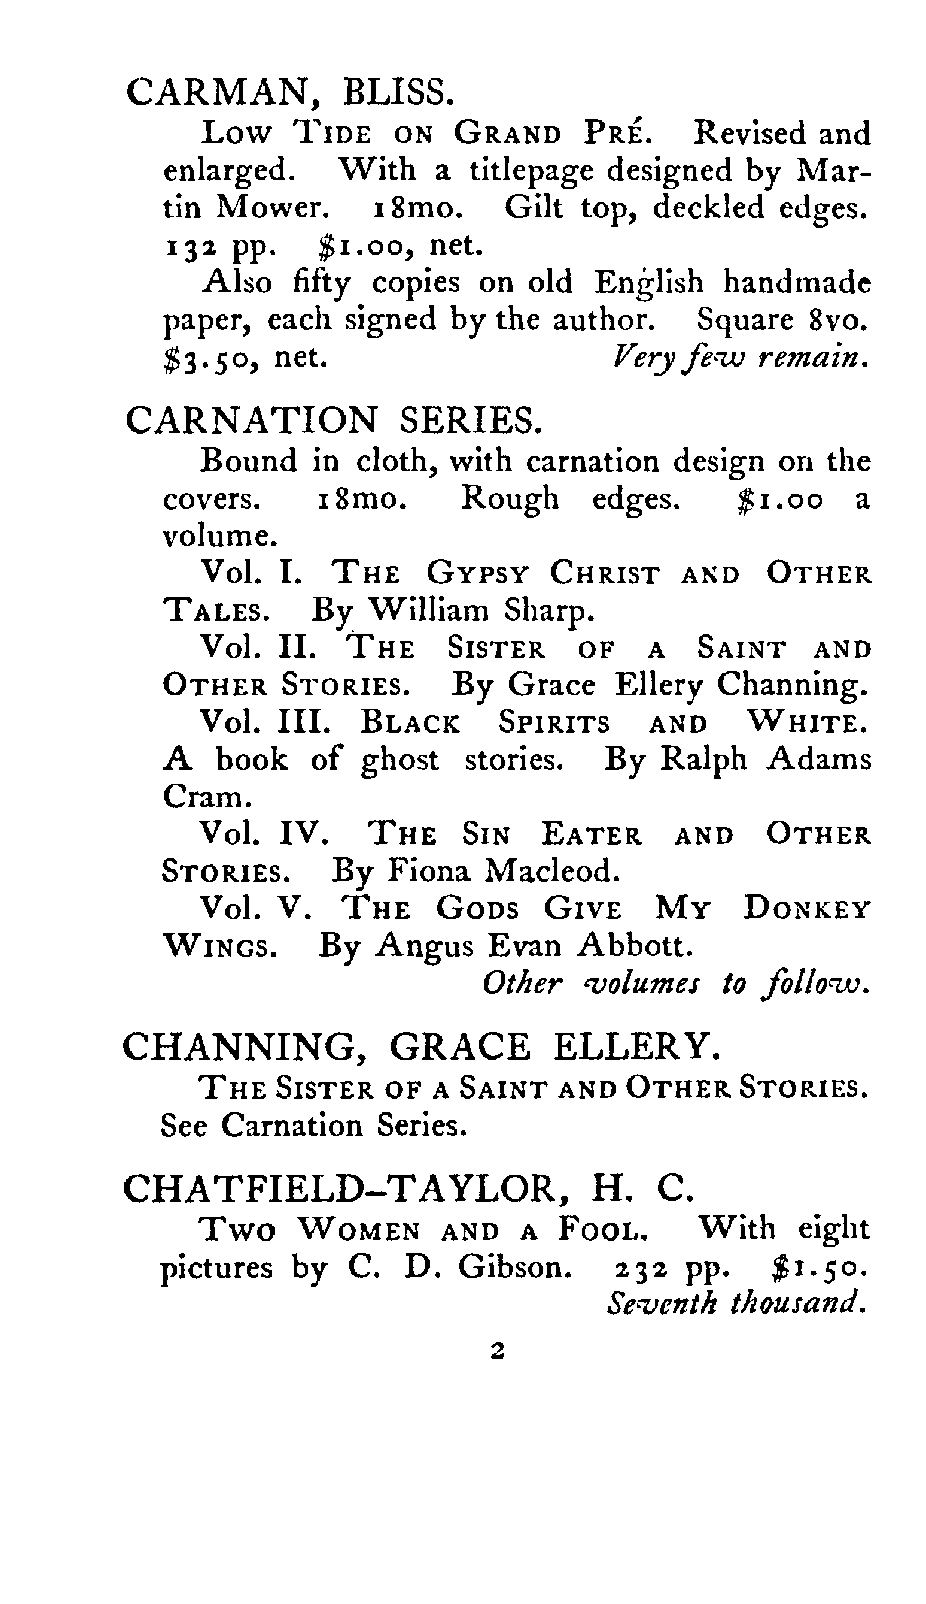 CARMAN, BLISS.
Low Tide on Grand Pré. Revised and
enlarged. With a titlepage designed by Mar-
tin Mower. 18mo. Gilt top, deckled edges.
132 pp. $1.00, net.
Also fifty copies on old English handmade
paper, each signed by the author. Square 8vo.
$3.50, net. Very few remain.
CARNATION SERIES.
Bound in cloth, with carnation design on the
covers. 18mo. Rough edges. $1.00 a
volume.
Vol. I. The Gypsy Christ and Other
Tales. By William Sharp.
Vol. II. The Sister of a Saint and
Other Stories. By Grace Ellery Channing.
Vol. III. Black Spirits and White.
A book of ghost stories. By Ralph Adams
Cram.
Vol. IV. The Sin Eater and Other
Stories. By Fiona Macleod.
Vol. V. The Gods Give My Donkey
Wings. By Angus Evan Abbott.
Other volumes to follow.
CHANNING, GRACE ELLERY.
The Sister of a Saint and Other Stories.
See Carnation Series.
CHATFIELD-TAYLOR, H. C.
Two Women and a Fool. With eight
pictures by C. D. Gibson. 232 pp. $1.50.
Seventh thousand.
2